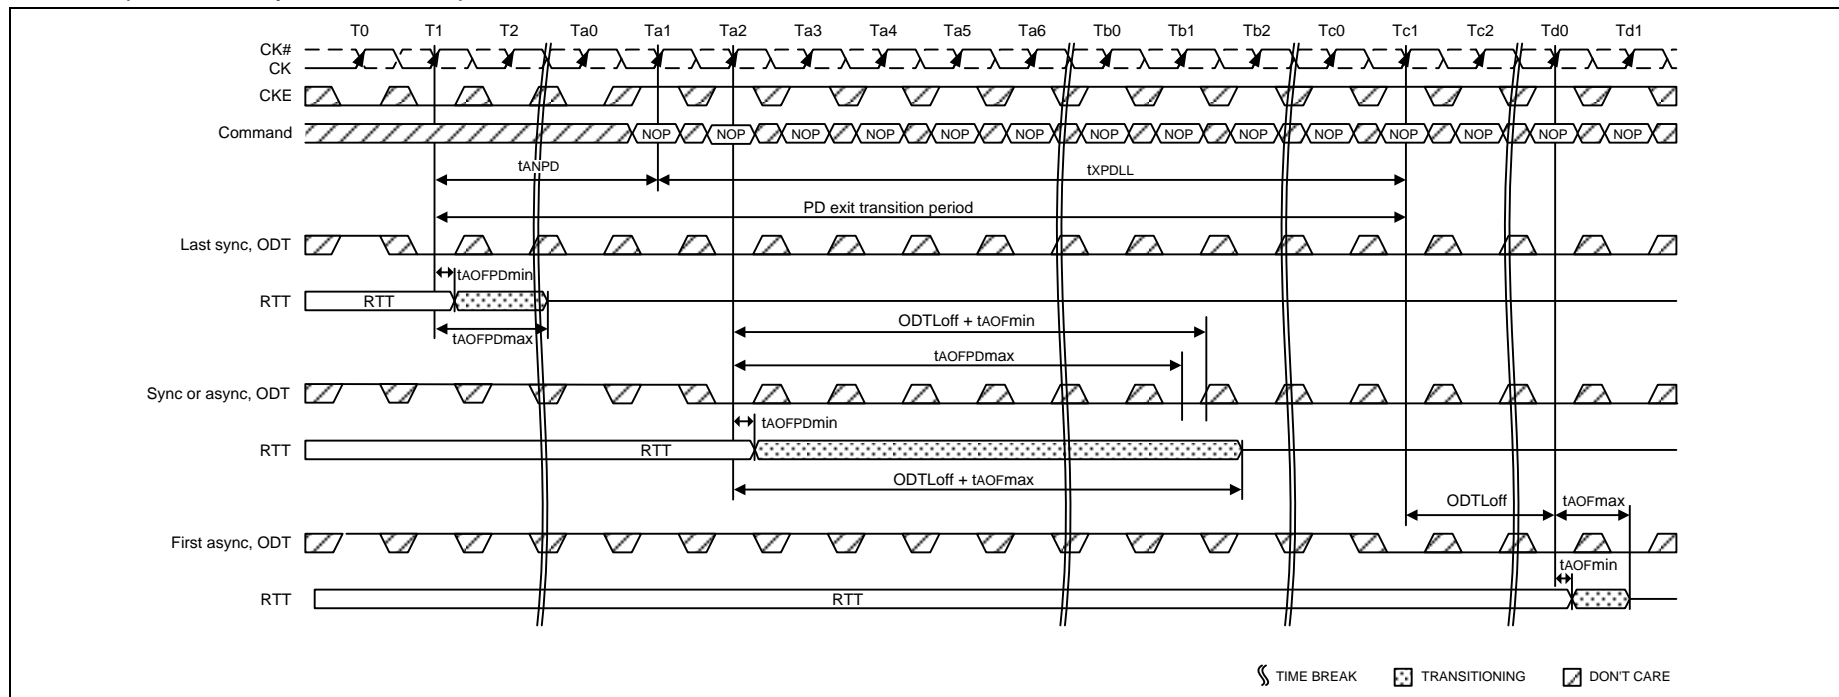 T0 T1 T2 Ta0 Ta1 Ta2 Ta3 Ta4 Ta5 Ta6 Tb0 Tb1 Tb2 Tc0 Tc1 Tc2 Td0 Td1
CK#
CK
CKE
Command NOP NOP NOP NOP NOP NOP NOP NOP NOP NOP NOP NOP NOP NOP
tANPD tXPDLL
PD exit transition period
Last sync, ODT
tAOFPDmin
RTT RTT
tAOFPDmax
ODTLoff + tAOFmin
tAOFPDmax
Sync or async, ODT
tAOFPDmin
RTT RTT
ODTLoff + tAOFmax
ODTLoff tAOFmax
First async, ODT
tAOFmin
RTT RTT
TIME BREAK TRANSITIONING DON'T CARE